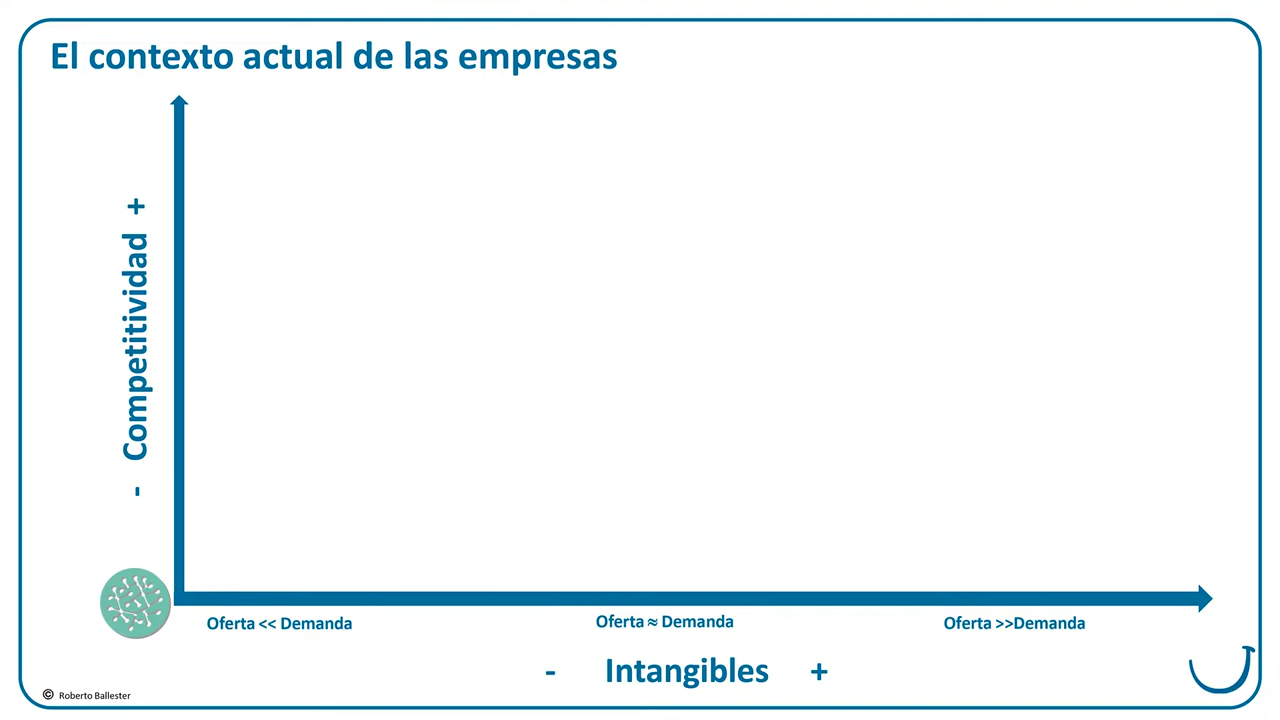 El contexto actual de las empresas
- Competitividad +
Oferta << Demanda
Oferta ≈ Demanda
Oferta >>Demanda
- Intangibles +
© Roberto Ballester